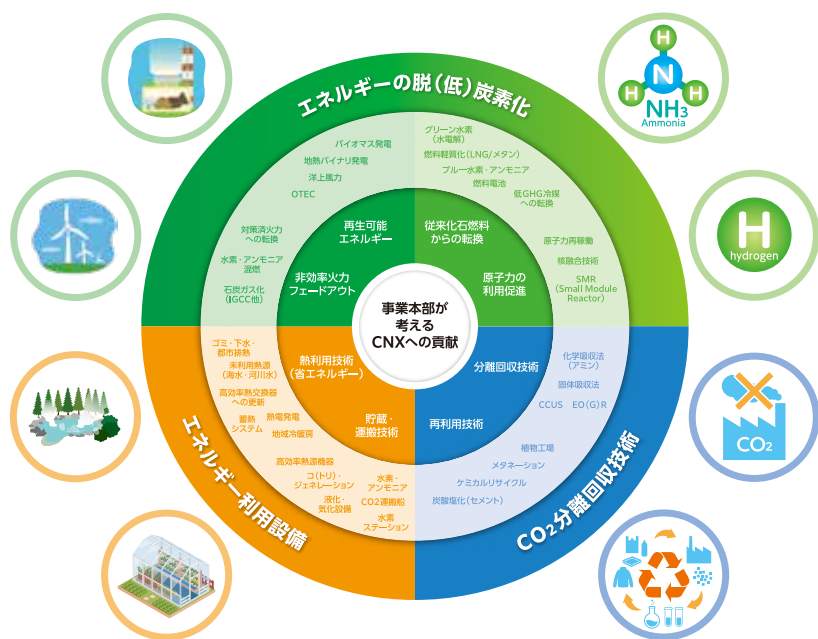 エネルギーの脱（低）炭素化
バイオマス発電
地熱バイナリ発電
洋上風力
OTEC
対策済火力
への転換
水素・アンモニア
混燃
石炭ガス化
（IGCC他）
再生可能
エネルギー
非効率火力
フェードアウト
グリーン水素
（水電解）
燃料軽質化（LNG/メタン）
ブルー水素・アンモニア
燃料電池
低GHG冷媒
への転換
原子力再稼働
核融合技術
SMR
（Small Module
Reactor）
従来化石燃料
からの転換
原子力の
利用促進
事業本部が
考える
CNXへの貢献
熱利用技術
（省エネルギー）
貯蔵・
運搬技術
ゴミ・下水・
都市排熱
未利用熱源
（海水・河川水）
高効率熱交換器
への更新
蓄熱
システム
熱電発電
地域冷暖房
高効率熱源機器
コ（トリ）・
ジェネレーション
液化・
気化設備
水素・
アンモニア
CO2運搬船
水素
ステーション
エネルギー利用設備
分離回収技術
再利用技術
化学吸収法
（アミン）
固体吸収法
CCUS EO(G)R
植物工場
メタネーション
ケミカルリサイクル
炭酸塩化（セメント）
CO₂分離回収技術
H
N
H
H
NH₃
Ammonia
H
hydrogen
CO₂